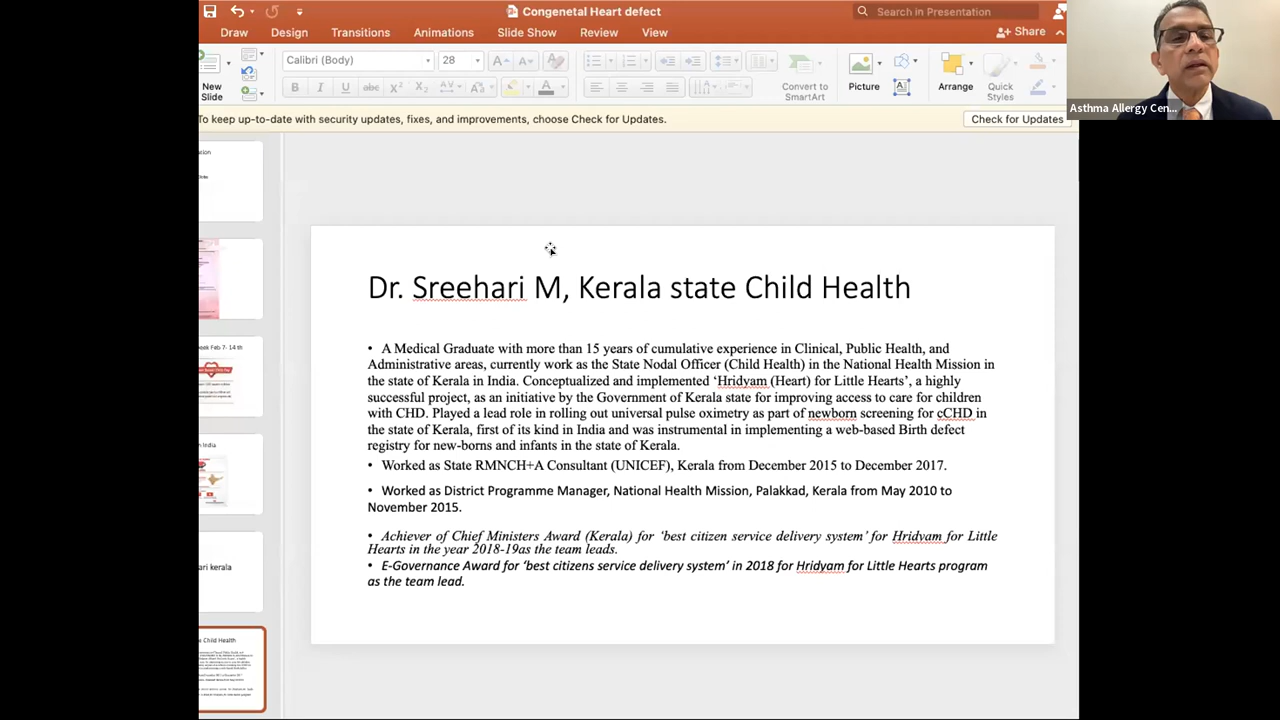 Congenetal Heart defect
Search in Presentation
Draw Design Transitions Animations Slide Show Review View
Share
Asthma Allergy Cen...
New
Slide
Calibri (Body)
28
Convert to
SmartArt
Picture
Arrange
Quick
Styles
To keep up-to-date with security updates, fixes, and improvements, choose Check for Updates.
Check for Updates
week Feb 7- 14 th
n India
ari kerala
e Child Health
Dr. Sreehari M, Kerala state Child Health
• A Medical Graduate with more than 15 years of cumulative experience in Clinical, Public Health, and
Administrative areas, currently work as the State Nodal Officer (Child Health) in the National Health Mission in
the state of Kerala, India. Conceptualized and implemented 'Hridyam (Heart) for Little Hearts', a highly
successful project - an initiative by the Government of Kerala state for improving access to care for children
with CHD. Played a lead role in rolling out universal pulse oximetry as part of newborn screening for cCHD in
the state of Kerala, first of its kind in India and was instrumental in implementing a web-based Birth defect
registry for new-borns and infants in the state of Kerala.
• Worked as State RMNCH+A Consultant (UNICEF), Kerala from December 2015 to December 2017.
• Worked as District Programme Manager, National Health Mission, Palakkad, Kerala from May 2010 to
November 2015.
• Achiever of Chief Ministers Award (Kerala) for 'best citizen service delivery system' for Hridyam for Little
Hearts in the year 2018-19as the team leads.
• E-Governance Award for 'best citizens service delivery system' in 2018 for Hridyam for Little Hearts program
as the team lead.